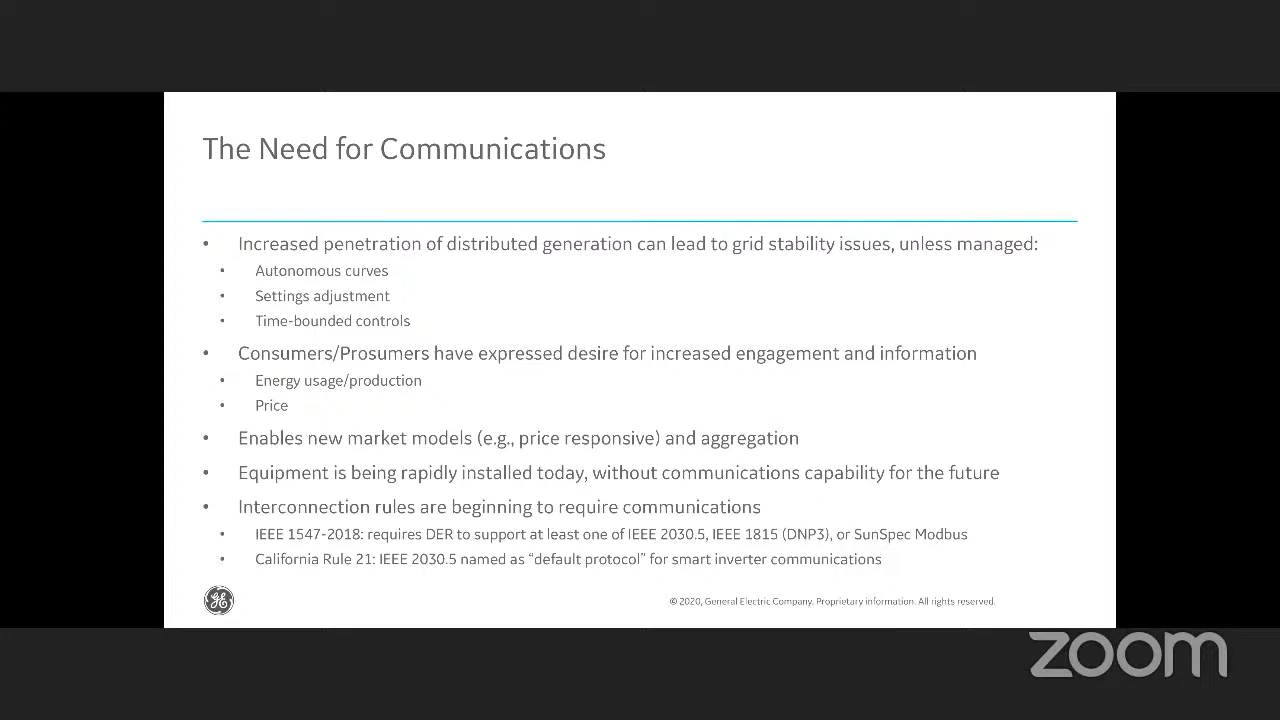 The Need for Communications
• Increased penetration of distributed generation can lead to grid stability issues, unless managed:
• Autonomous curves
• Settings adjustment
• Time-bounded controls
• Consumers/Prosumers have expressed desire for increased engagement and information
• Energy usage/production
• Price
• Enables new market models (e.g., price responsive) and aggregation
• Equipment is being rapidly installed today, without communications capability for the future
• Interconnection rules are beginning to require communications
• IEEE 1547-2018: requires DER to support at least one of IEEE 2030.5, IEEE 1815 (DNP3), or SunSpec Modbus
• California Rule 21: IEEE 2030.5 named as “default protocol” for smart inverter communications
GE
© 2020, General Electric Company. Proprietary information. All rights reserved.
zoom